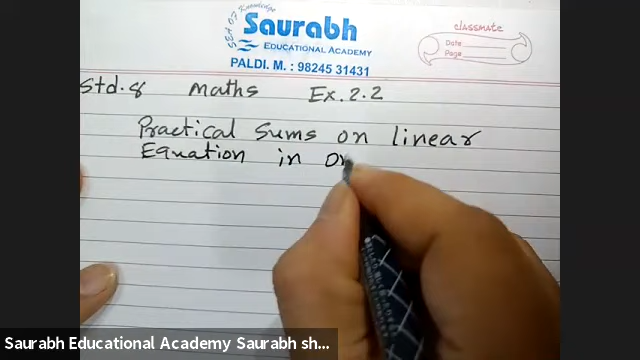 SEA OF Knowledge
Saurabh
EDUCATIONAL ACADEMY
PALDI. M. : 98245 31431
classmate
Date
Page
Std. 8 Maths Ex. 2.2
Practical Sums on linear
Equation in on
Saurabh Educational Academy Saurabh sh...